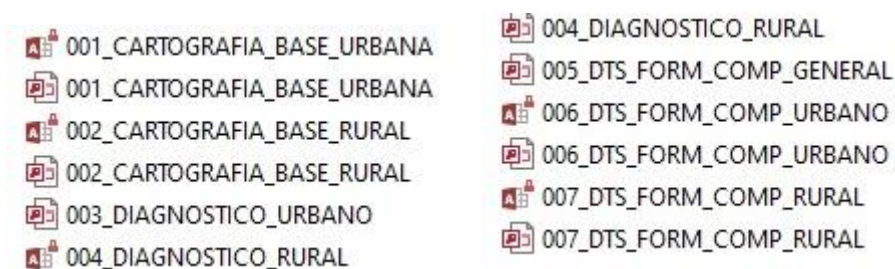 001_CARTOGRAFIA_BASE_URBANA
001_CARTOGRAFIA_BASE_URBANA
002_CARTOGRAFIA_BASE_RURAL
002_CARTOGRAFIA_BASE_RURAL
003_DIAGNOSTICO_URBANO
004_DIAGNOSTICO_RURAL
004_DIAGNOSTICO_RURAL
005_DTS_FORM_COMP_GENERAL
006_DTS_FORM_COMP_URBANO
006_DTS_FORM_COMP_URBANO
007_DTS_FORM_COMP_RURAL
007_DTS_FORM_COMP_RURAL